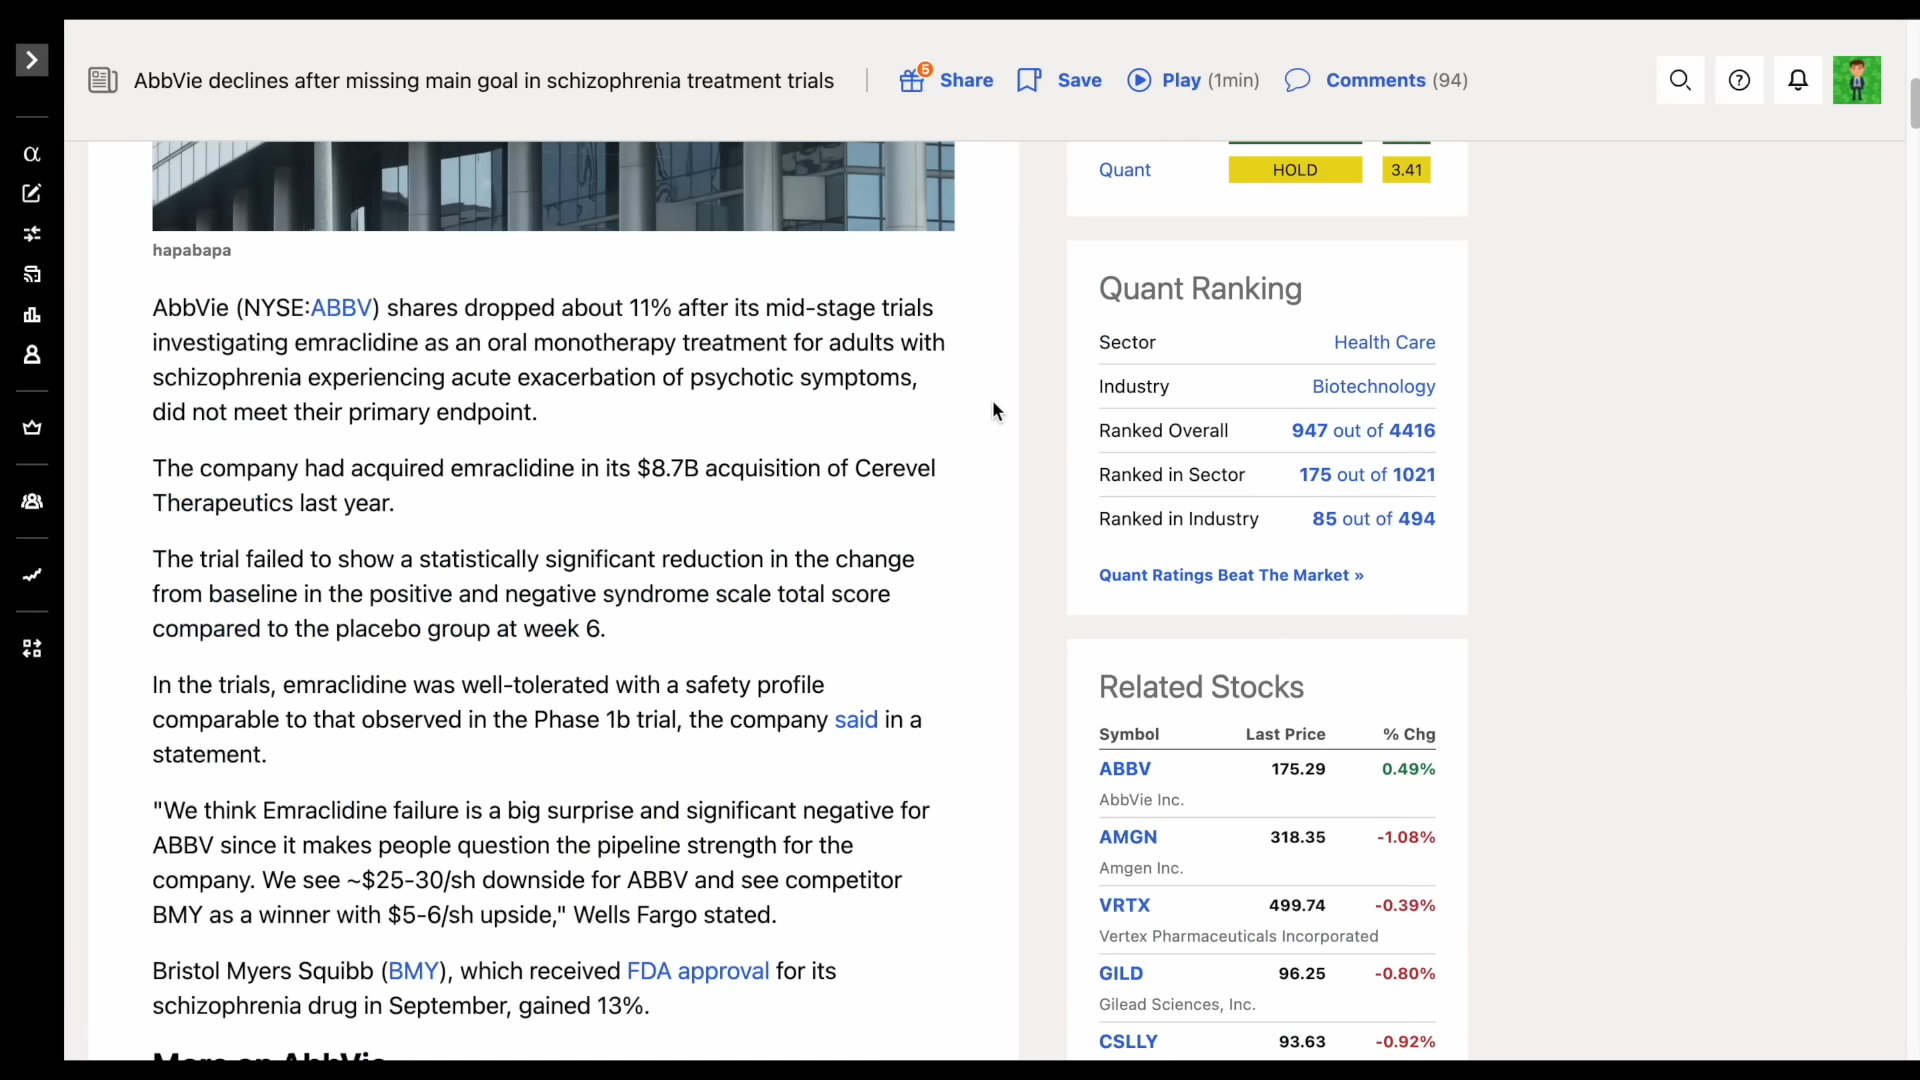 AbbVie declines after missing main goal in schizophrenia treatment trials
5
Share
Save
Play (1min)
Comments (94)
hapabapa
AbbVie (NYSE:ABBV) shares dropped about 11% after its mid-stage trials
investigating emraclidine as an oral monotherapy treatment for adults with
schizophrenia experiencing acute exacerbation of psychotic symptoms,
did not meet their primary endpoint.
The company had acquired emraclidine in its $8.7B acquisition of Cerevel
Therapeutics last year.
The trial failed to show a statistically significant reduction in the change
from baseline in the positive and negative syndrome scale total score
compared to the placebo group at week 6.
In the trials, emraclidine was well-tolerated with a safety profile
comparable to that observed in the Phase 1b trial, the company said in a
statement.
"We think Emraclidine failure is a big surprise and significant negative for
ABBV since it makes people question the pipeline strength for the
company. We see ~$25-30/sh downside for ABBV and see competitor
BMY as a winner with $5-6/sh upside," Wells Fargo stated.
Bristol Myers Squibb (BMY), which received FDA approval for its
schizophrenia drug in September, gained 13%.
More on AbbVie
Quant HOLD 3.41
Quant Ranking
Sector Health Care
Industry Biotechnology
Ranked Overall 947 out of 4416
Ranked in Sector 175 out of 1021
Ranked in Industry 85 out of 494
Quant Ratings Beat The Market »
Related Stocks
Symbol Last Price % Chg
ABBV 175.29 0.49%
AbbVie Inc.
AMGN 318.35 -1.08%
Amgen Inc.
VRTX 499.74 -0.39%
Vertex Pharmaceuticals Incorporated
GILD 96.25 -0.80%
Gilead Sciences, Inc.
CSLLY 93.63 -0.92%